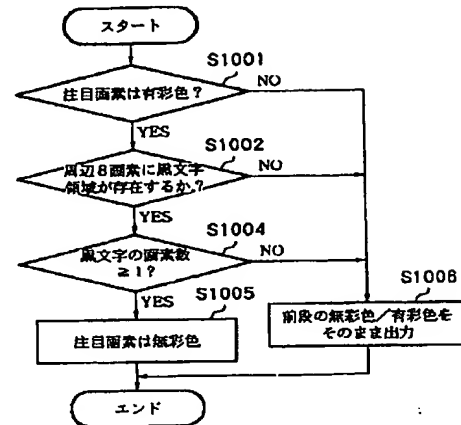 スタート
S1001
注目画素は有彩色？
NO
YES
S1002
周辺8画素に黒文字
領域が存在するか？
NO
YES
S1004
黒文字の画素数
≧1？
NO
YES
S1005
注目画素は無彩色
S1006
前段の無彩色／有彩色を
そのまま出力
エンド